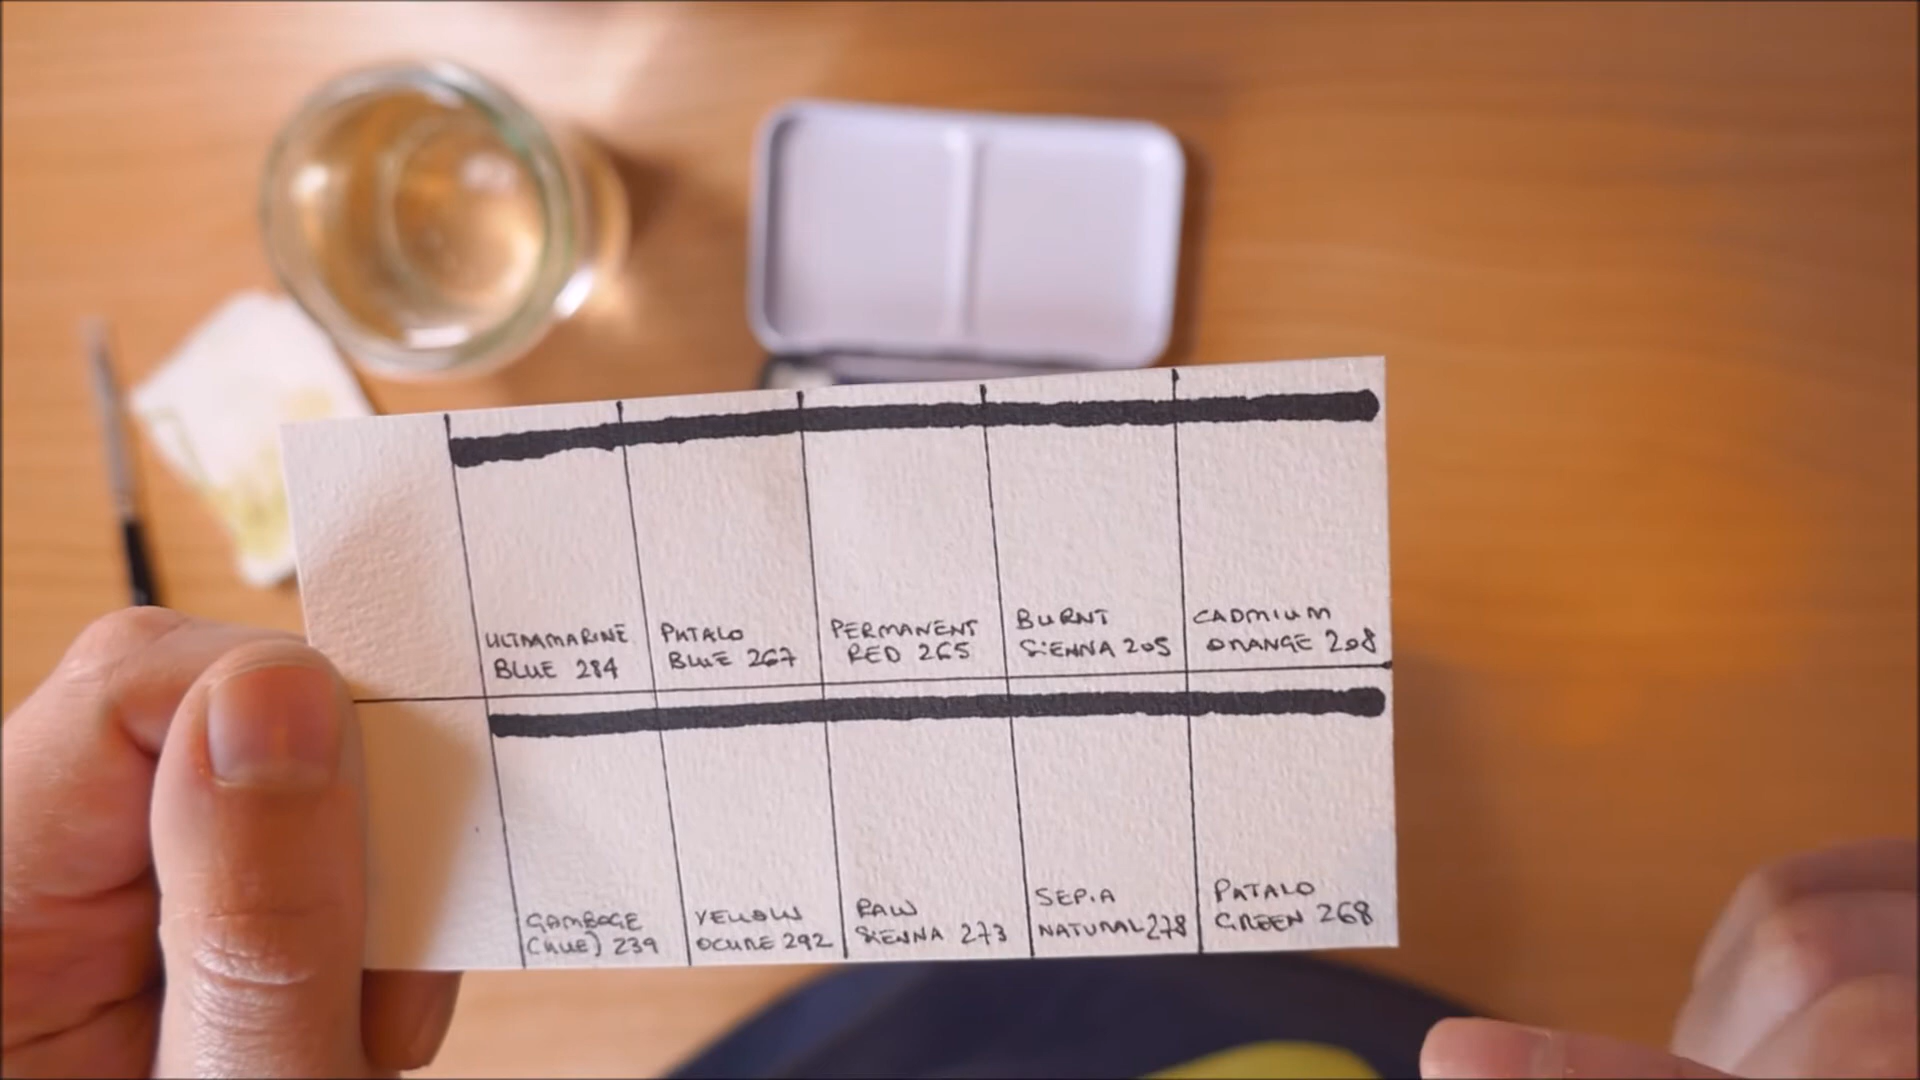 ULTRAMARINE
BLUE 284
PHTALO
BLUE 267
PERMANENT
RED 265
BURNT
SIENNA 205
CADMIUM
ORANGE 208
GAMBOGE
(HUE) 239
YELLOW
OCHRE 292
RAW
SIENNA 273
SEPIA
NATURAL 278
PHTALO
GREEN 268